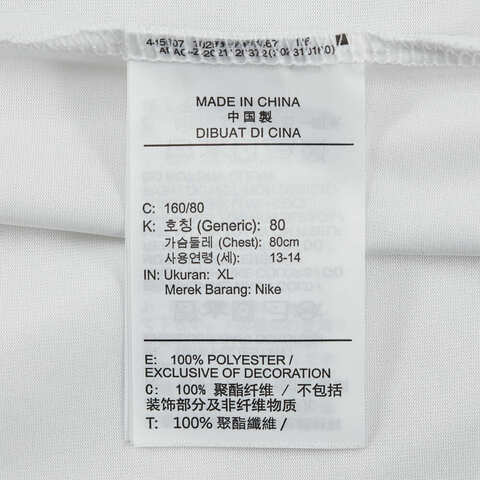 MADE IN CHINA
中国製
DIBUAT DI CINA
C: 160/80
K: 호칭 (Generic): 80
가슴둘레 (Chest): 80cm
사용연령 (세): 13-14
IN: Ukuran: XL
Merek Barang: Nike
E: 100% POLYESTER /
EXCLUSIVE OF DECORATION
C: 100% 聚酯纤维 / 不包括
装饰部分及非纤维物质
T: 100% 聚酯纖維 /